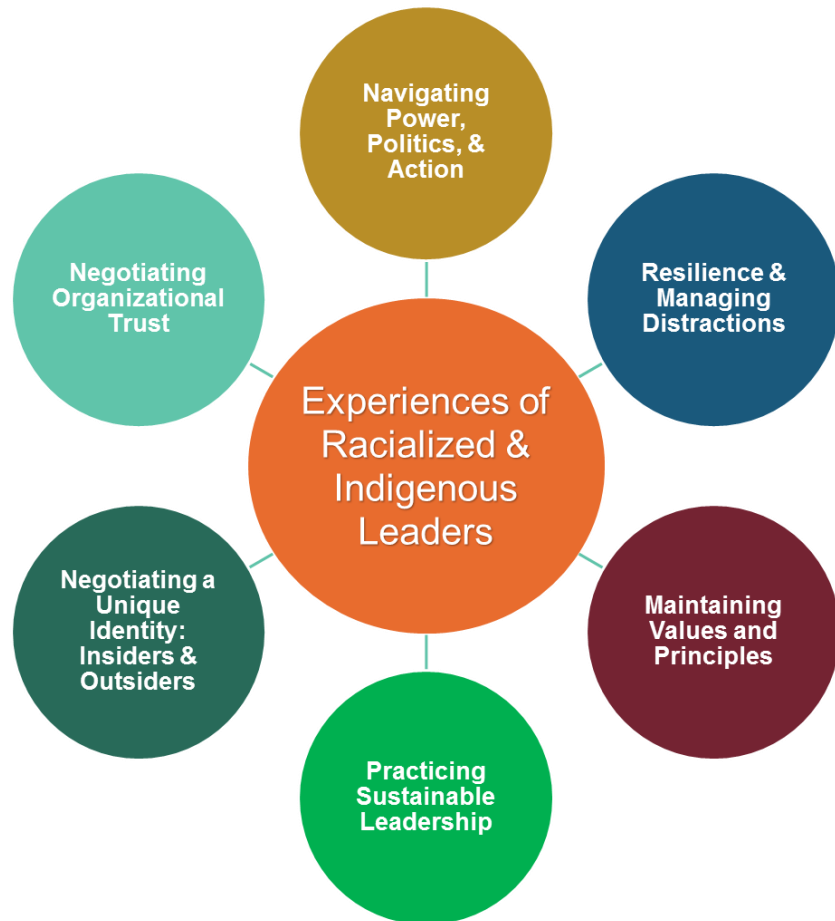 Navigating
Power,
Politics, &
Action
Negotiating
Organizational
Trust
Resilience &
Managing
Distractions
Experiences of
Racialized &
Indigenous
Leaders
Negotiating a
Unique
Identity:
Insiders &
Outsiders
Maintaining
Values and
Principles
Practicing
Sustainable
Leadership